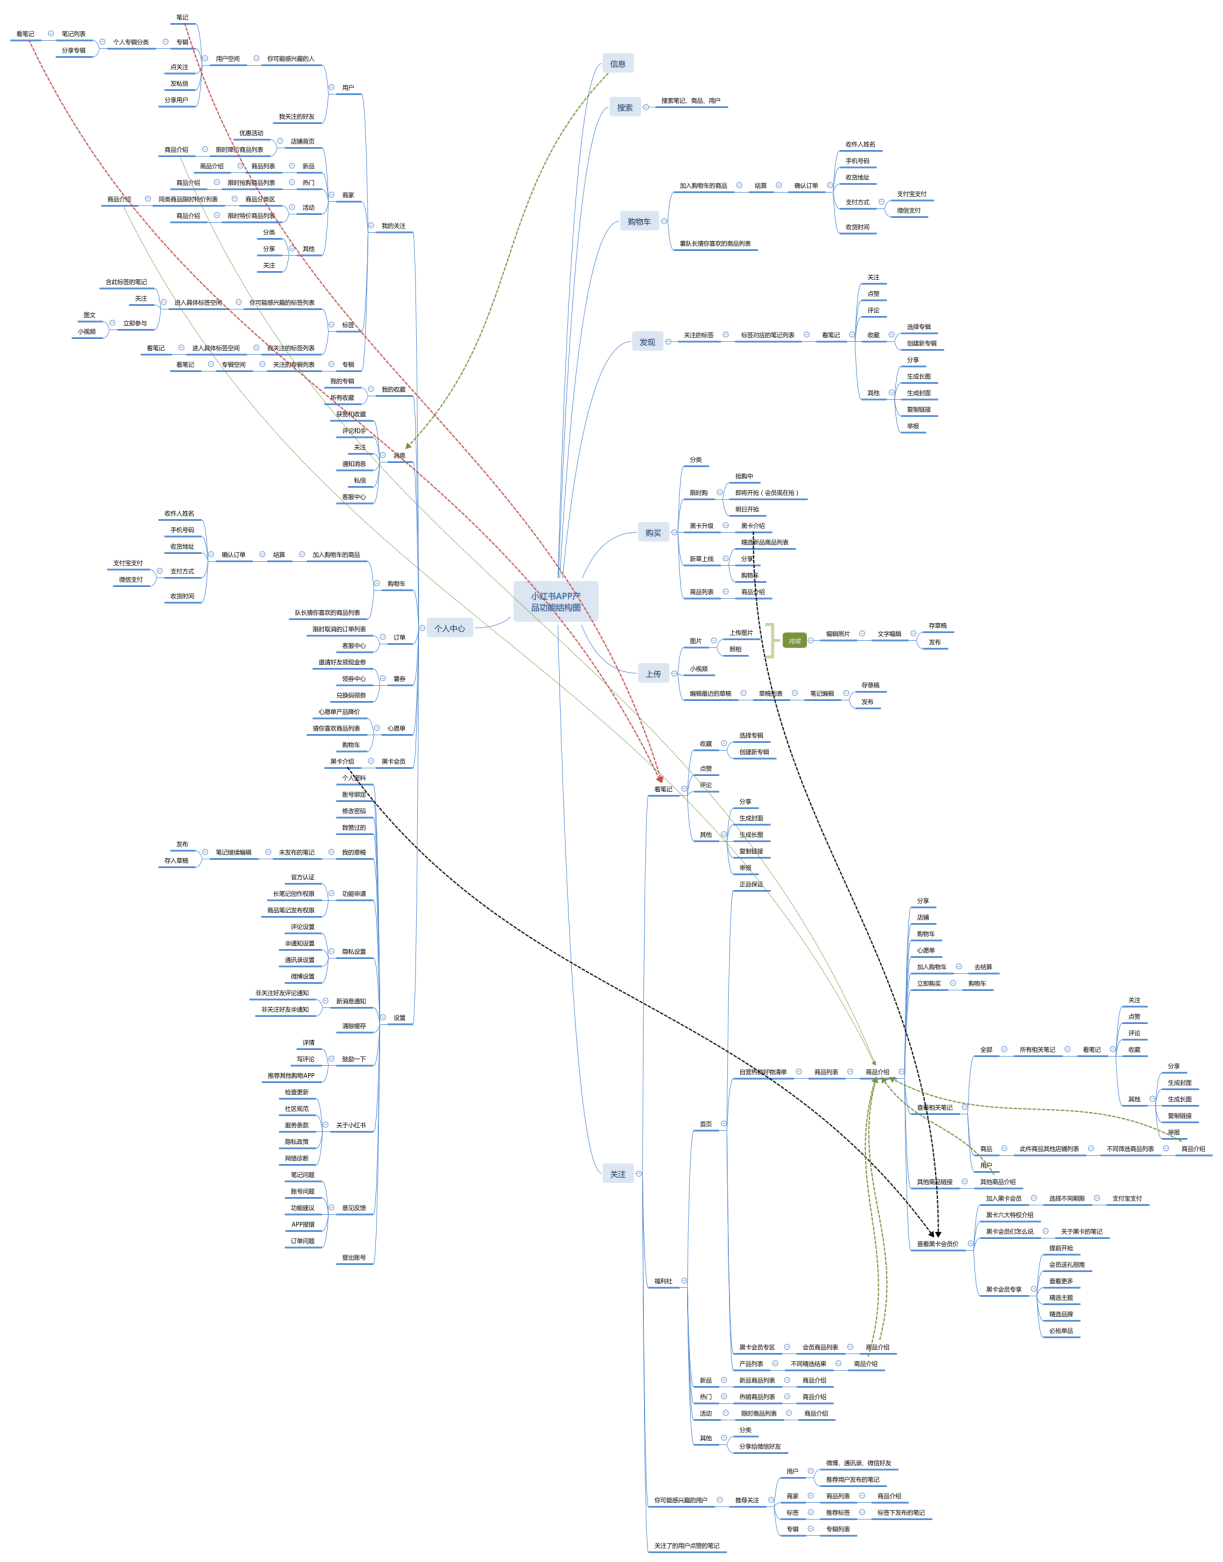 小红书APP产
品功能结构图
信息
搜索
搜索笔记、商品、用户
购物车
加入购物车的商品
结算
确认订单
收件人姓名
手机号码
收货地址
支付方式
支付宝支付
微信支付
收货时间
薯队长猜你喜欢的商品列表
发现
关注的标签
标签对应的笔记列表
看笔记
关注
点赞
评论
收藏
选择专辑
创建新专辑
其他
分享
生成长图
生成封面
复制链接
举报
购买
分类
限时购
抢购中
即将开抢（会员现在抢）
明日开抢
黑卡升级
黑卡介绍
新草上线
精选新品商品列表
分享
购物车
商品列表
商品介绍
上传
图片
上传图片
照相
完成
编辑照片
文字编辑
存草稿
发布
小视频
编辑最近的草稿
草稿列表
笔记编辑
存草稿
发布
关注
看笔记
收藏
选择专辑
创建新专辑
点赞
评论
其他
分享
生成封面
生成长图
复制链接
举报
福利社
首页
正品保证
自营热门好物清单
商品列表
商品介绍
分享
店铺
购物车
心愿单
加入购物车
去结算
立即购买
购物车
查看相关笔记
全部
所有相关笔记
看笔记
关注
点赞
评论
收藏
其他
分享
生成封面
生成长图
复制链接
举报
商品
此件商品其他店铺列表
不同筛选商品列表
商品介绍
用户
其他商品链接
其他商品介绍
查看黑卡会员价
加入黑卡会员
选择不同期限
支付宝支付
黑卡六大特权介绍
黑卡会员们怎么说
关于黑卡的笔记
黑卡会员专享
提前开抢
会员送礼指南
查看更多
精选主题
精选品牌
必抢单品
黑卡会员专区
会员商品列表
商品介绍
产品列表
不同精选结果
商品介绍
新品
新品商品列表
商品介绍
热门
热销商品列表
商品介绍
活动
限时商品列表
商品介绍
其他
分类
分享给微信好友
你可能感兴趣的用户
推荐关注
用户
微博、通讯录、微信好友
推荐用户发布的笔记
商家
商品列表
商品介绍
标签
推荐标签
标签下发布的笔记
专辑
专辑列表
关注了的用户点赞的笔记
个人中心
我的关注
用户
你可能感兴趣的人
用户空间
笔记
专辑
个人专辑分类
笔记列表
看笔记
分享专辑
点关注
发私信
分享用户
我关注的好友
商家
店铺首页
优惠活动
限时降价商品列表
商品介绍
新品
商品列表
商品介绍
热门
限时抢购商品列表
商品介绍
活动
商品分类区
同类商品限时特价列表
商品介绍
限时特价商品列表
商品介绍
其他
分类
分享
关注
标签
你可能感兴趣的标签列表
进入具体标签空间
含此标签的笔记
关注
立即参与
图文
小视频
我关注的标签列表
进入具体标签空间
看笔记
专辑
关注的专辑列表
专辑空间
看笔记
我的收藏
我的专辑
所有收藏
消息
获赞和收藏
评论和@
关注
通知消息
私信
客服中心
购物车
加入购物车的商品
结算
确认订单
收件人姓名
手机号码
收货地址
支付方式
支付宝支付
微信支付
收货时间
队长猜你喜欢的商品列表
订单
限时取消的订单列表
客服中心
薯券
邀请好友领现金券
领券中心
兑换码领券
心愿单
心愿单产品降价
猜你喜欢商品列表
购物车
黑卡会员
黑卡介绍
设置
个人资料
账号绑定
修改密码
我赞过的
我的草稿
未发布的笔记
笔记继续编辑
发布
存入草稿
功能申请
官方认证
长笔记创作权限
商品笔记发布权限
隐私设置
评论设置
@通知设置
通讯录设置
微博设置
新消息通知
非关注好友评论通知
非关注好友@通知
清除缓存
鼓励一下
详情
写评论
推荐其他购物APP
关于小红书
检查更新
社区规范
服务条款
隐私政策
网络诊断
意见反馈
笔记问题
账号问题
功能建议
APP报错
订单问题
登出账号